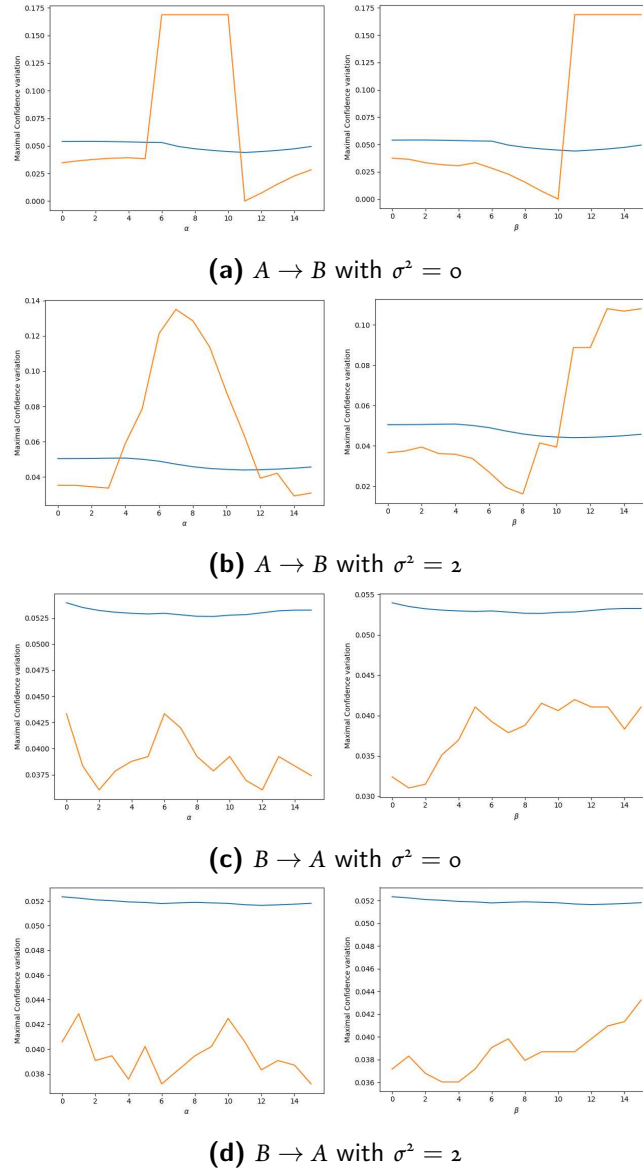 0.175
0.150
0.125
0.100
0.075
0.050
0.025
0.000
Maximal Confidence variation
0 2 4 6 8 10 12 14
α
0.175
0.150
0.125
0.100
0.075
0.050
0.025
0.000
Maximal Confidence variation
0 2 4 6 8 10 12 14
β
(a) A → B with σ² = 0
0.14
0.12
0.10
0.08
0.06
0.04
Maximal Confidence variation
0 2 4 6 8 10 12 14
α
0.10
0.08
0.06
0.04
0.02
Maximal Confidence variation
0 2 4 6 8 10 12 14
β
(b) A → B with σ² = 2
0.0525
0.0500
0.0475
0.0450
0.0425
0.0400
0.0375
Maximal Confidence variation
0 2 4 6 8 10 12 14
α
0.055
0.050
0.045
0.040
0.035
0.030
Maximal Confidence variation
0 2 4 6 8 10 12 14
β
(c) B → A with σ² = 0
0.052
0.050
0.048
0.046
0.044
0.042
0.040
0.038
Maximal Confidence variation
0 2 4 6 8 10 12 14
α
0.052
0.050
0.048
0.046
0.044
0.042
0.040
0.038
0.036
Maximal Confidence variation
0 2 4 6 8 10 12 14
β
(d) B → A with σ² = 2